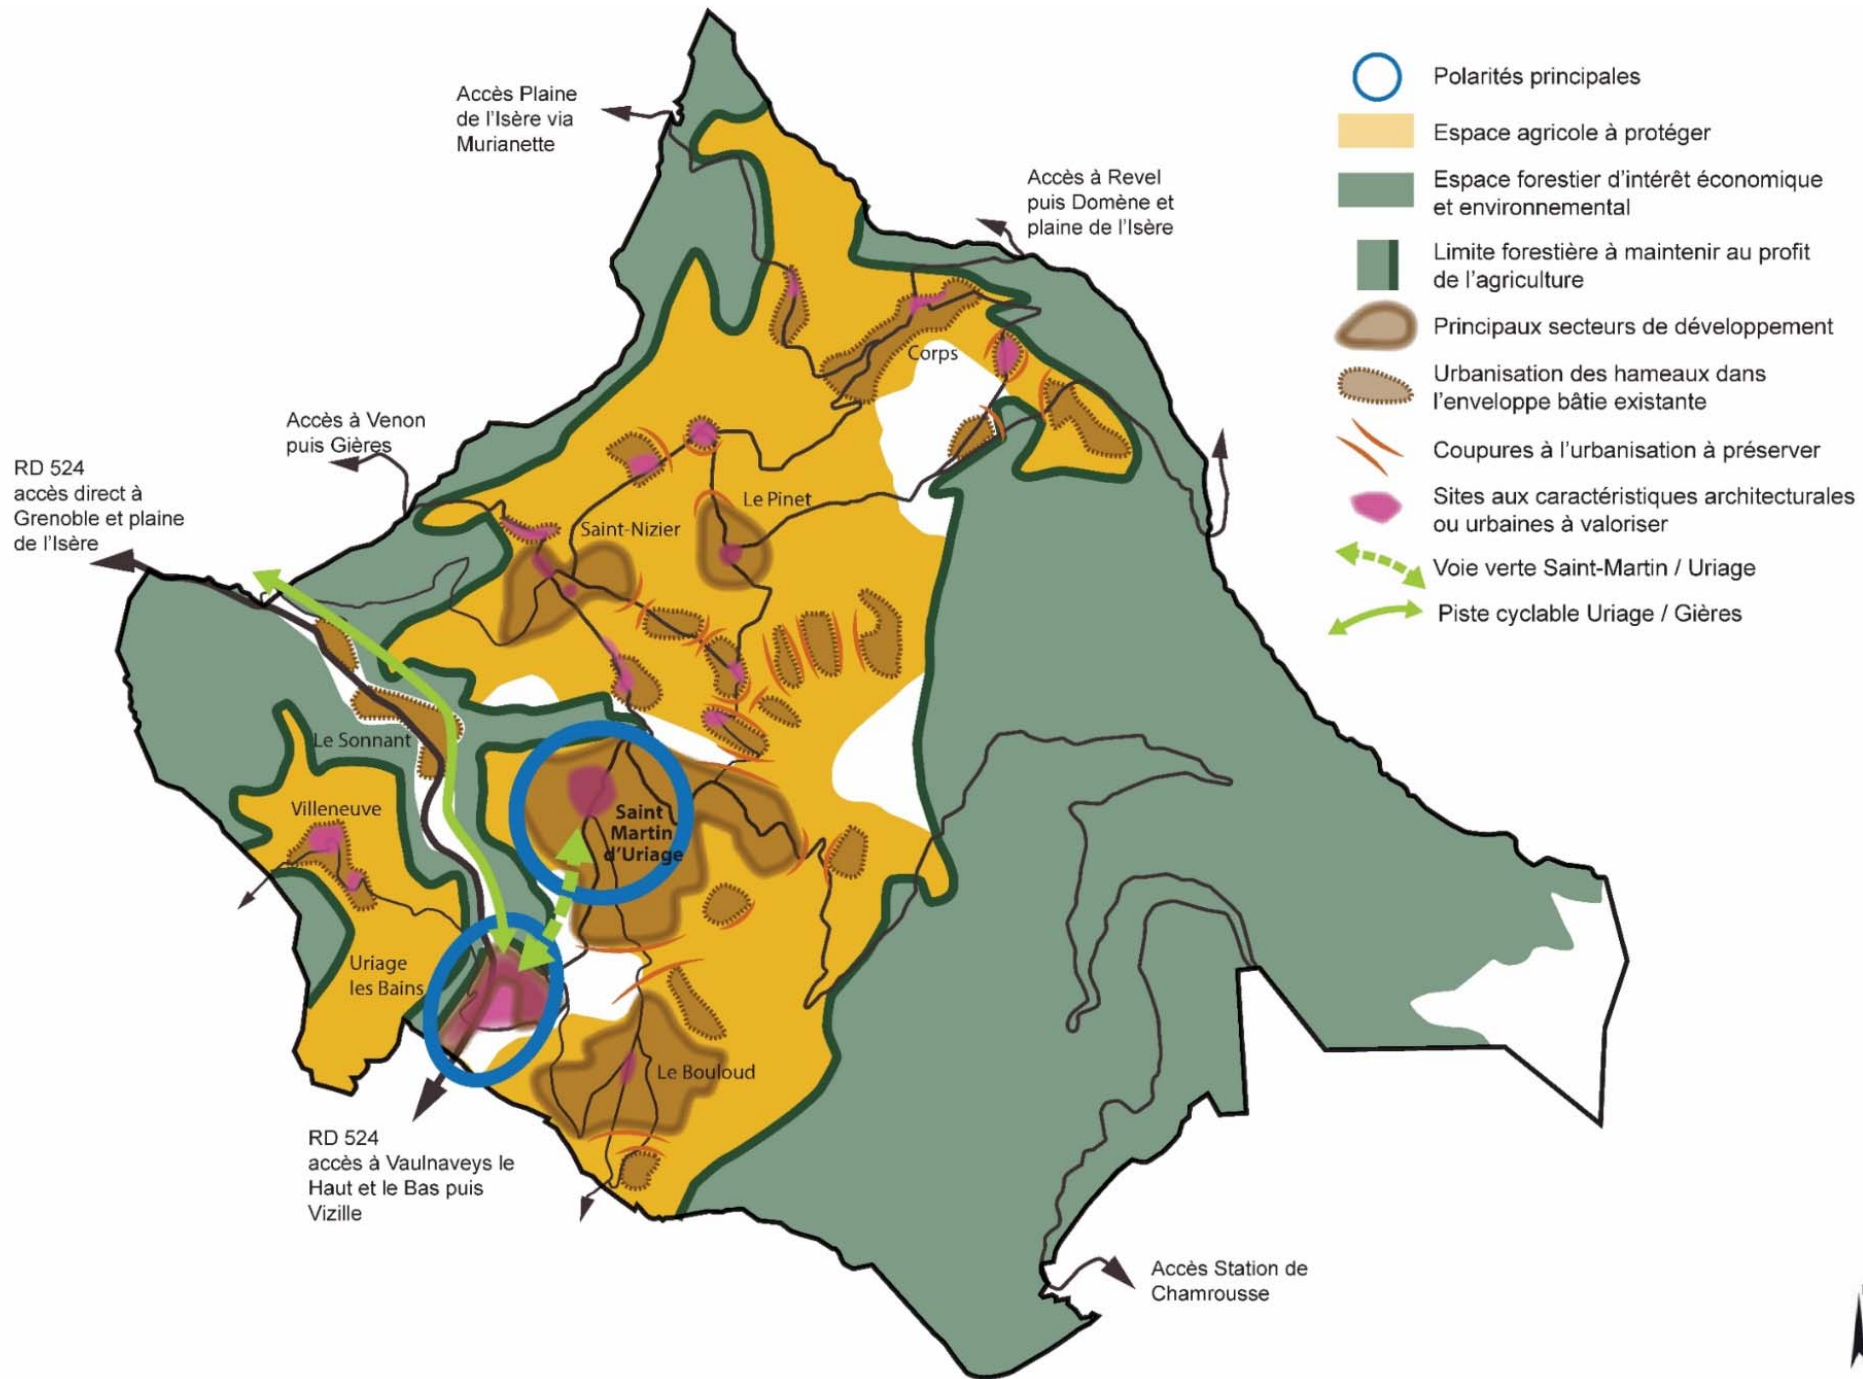 Accès Plaine
de l'Isère via
Murianette
Accès à Revel
puis Domène et
plaine de l'Isère
Accès à Venon
puis Gières
RD 524
accès direct à
Grenoble et plaine
de l'Isère
Corps
Le Pinet
Saint-Nizier
Le Sonnant
Villeneuve
Saint
Martin
d'Uriage
Uriage
les Bains
Le Bouloud
RD 524
accès à Vaulnaveys le
Haut et le Bas puis
Vizille
Accès Station de
Chamrousse
Polarités principales
Espace agricole à protéger
Espace forestier d'intérêt économique
et environnemental
Limite forestière à maintenir au profit
de l'agriculture
Principaux secteurs de développement
Urbanisation des hameaux dans
l'enveloppe bâtie existante
Coupures à l'urbanisation à préserver
Sites aux caractéristiques architecturales
ou urbaines à valoriser
Voie verte Saint-Martin / Uriage
Piste cyclable Uriage / Gières